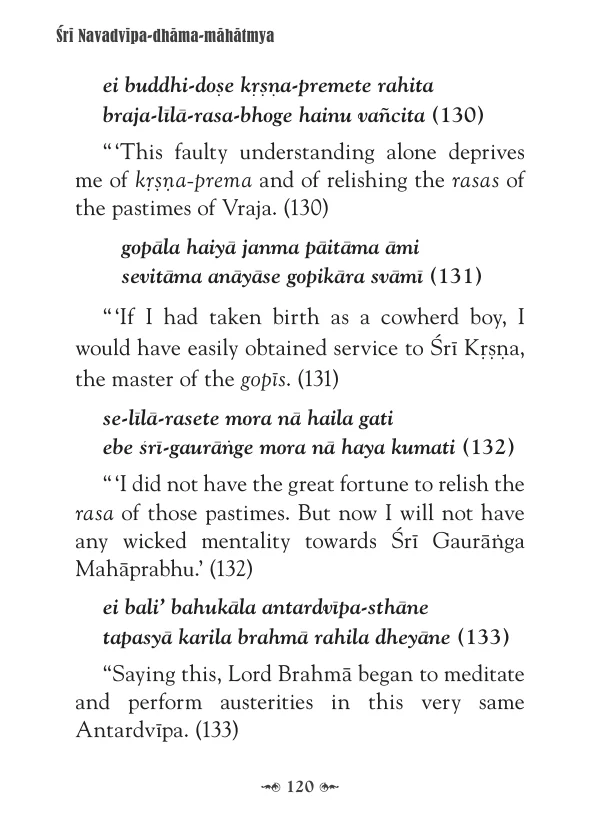 Śrī Navadvīpa-dhāma-māhātmya
ei buddhi-doṣe kṛṣṇa-premete rahita
braja-līlā-rasa-bhoge hainu vañcita (130)
“ ‘This faulty understanding alone deprives
me of kṛṣṇa-prema and of relishing the rasas of
the pastimes of Vraja. (130)
gopāla haiyā janma pāitāma āmi
sevitāma anāyāse gopikāra svāmī (131)
“ ‘If I had taken birth as a cowherd boy, I
would have easily obtained service to Śrī Kṛṣṇa,
the master of the gopīs. (131)
se-līlā-rasete mora nā haila gati
ebe śrī-gaurāṅge mora nā haya kumati (132)
“ ‘I did not have the great fortune to relish the
rasa of those pastimes. But now I will not have
any wicked mentality towards Śrī Gaurāṅga
Mahāprabhu.’ (132)
ei bali’ bahukāla antardvīpa-sthāne
tapasyā karila brahmā rahila dheyāne (133)
“Saying this, Lord Brahmā began to meditate
and perform austerities in this very same
Antardvīpa. (133)
120